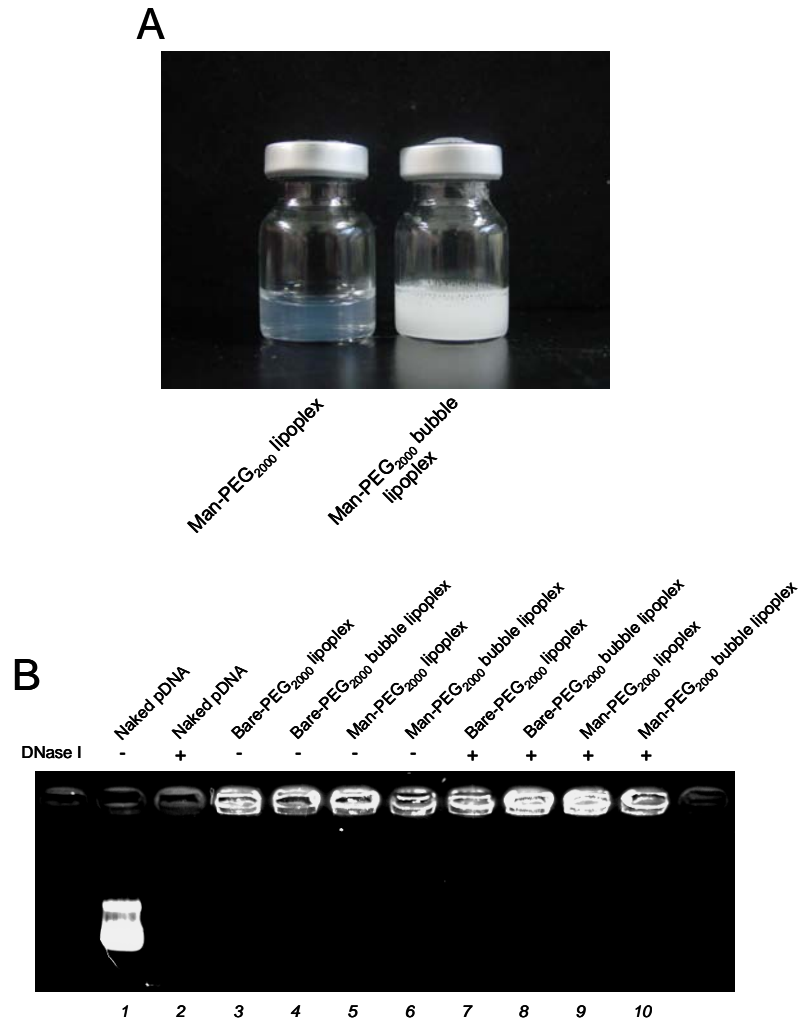 A
Man-PEG2000 lipoplex
Man-PEG2000 bubble
lipoplex
B
Naked pDNA
Naked pDNA
Bare-PEG2000 lipoplex
Bare-PEG2000 bubble lipoplex
Man-PEG2000 lipoplex
Man-PEG2000 bubble lipoplex
Bare-PEG2000 lipoplex
Bare-PEG2000 bubble lipoplex
Man-PEG2000 lipoplex
Man-PEG2000 bubble lipoplex
DNase I - + - - - - + + + +
1 2 3 4 5 6 7 8 9 10